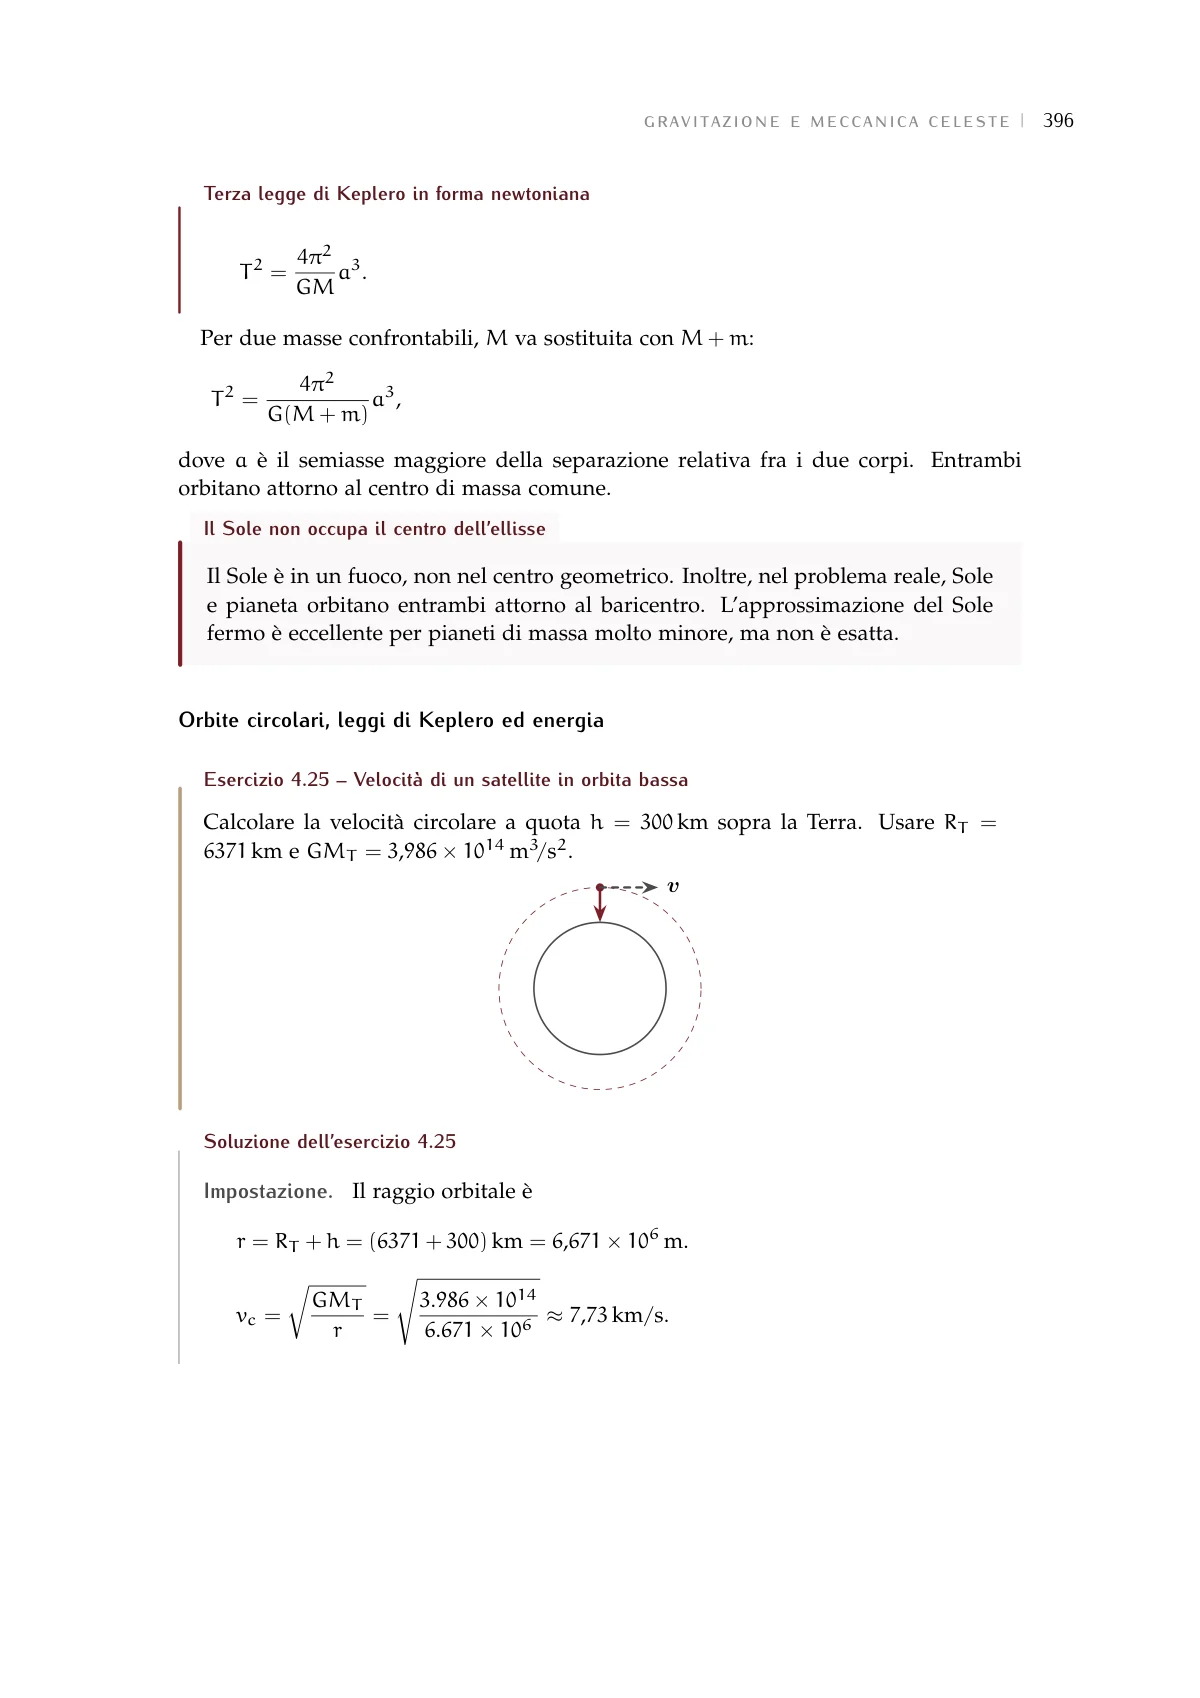 GRAVITAZIONE E MECCANICA CELESTE | 396
Terza legge di Keplero in forma newtoniana
T² = 4π²/GM a³.
Per due masse confrontabili, M va sostituita con M + m:
T² = 4π²/G(M + m) a³,
dove a è il semiasse maggiore della separazione relativa fra i due corpi. Entrambi
orbitano attorno al centro di massa comune.
Il Sole non occupa il centro dell'ellisse
Il Sole è in un fuoco, non nel centro geometrico. Inoltre, nel problema reale, Sole
e pianeta orbitano entrambi attorno al baricentro. L'approssimazione del Sole
fermo è eccellente per pianeti di massa molto minore, ma non è esatta.
Orbite circolari, leggi di Keplero ed energia
Esercizio 4.25 – Velocità di un satellite in orbita bassa
Calcolare la velocità circolare a quota h = 300 km sopra la Terra. Usare R_T =
6371 km e GM_T = 3,986 × 10¹⁴ m³/s².
v
Soluzione dell'esercizio 4.25
Impostazione. Il raggio orbitale è
r = R_T + h = (6371 + 300) km = 6,671 × 10⁶ m.
v_c = √(GM_T/r) = √(3.986 × 10¹⁴/6.671 × 10⁶) ≈ 7,73 km/s.